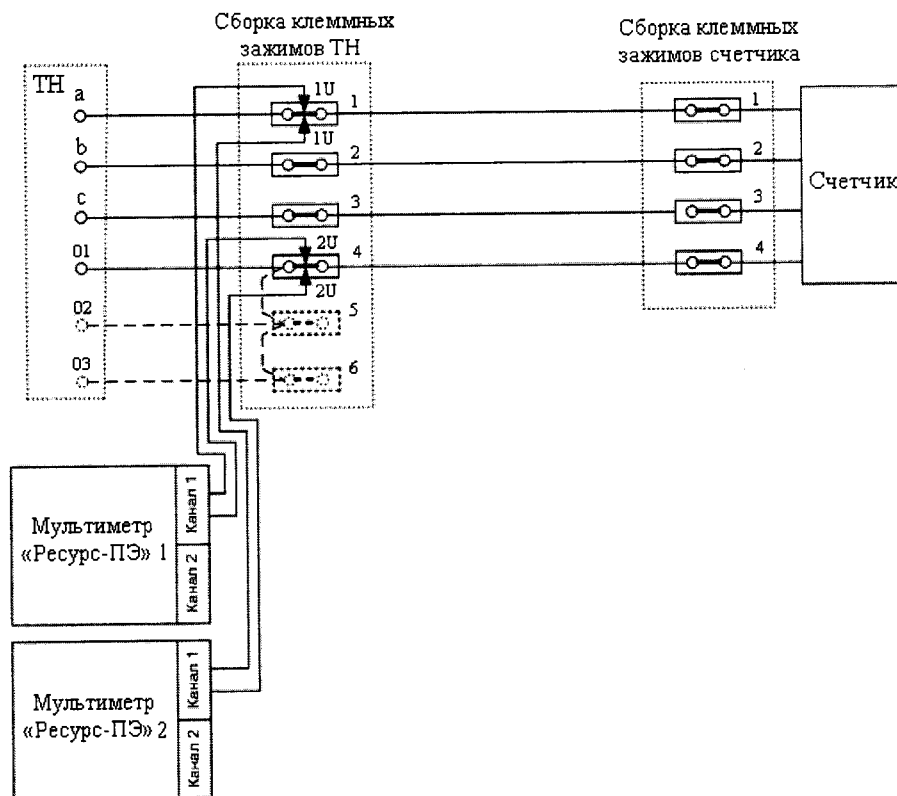 Сборка клеммных
зажимов ТН
Сборка клеммных
зажимов счетчика
ТН
a
1U
1
1
1U
b
2
2
c
3
3
Счетчик
01
2U
4
4
2U
02
5
03
6
Мультиметр
«Ресурс-ПЭ» 1
Канал 1
Канал 2
Мультиметр
«Ресурс-ПЭ» 2
Канал 1
Канал 2